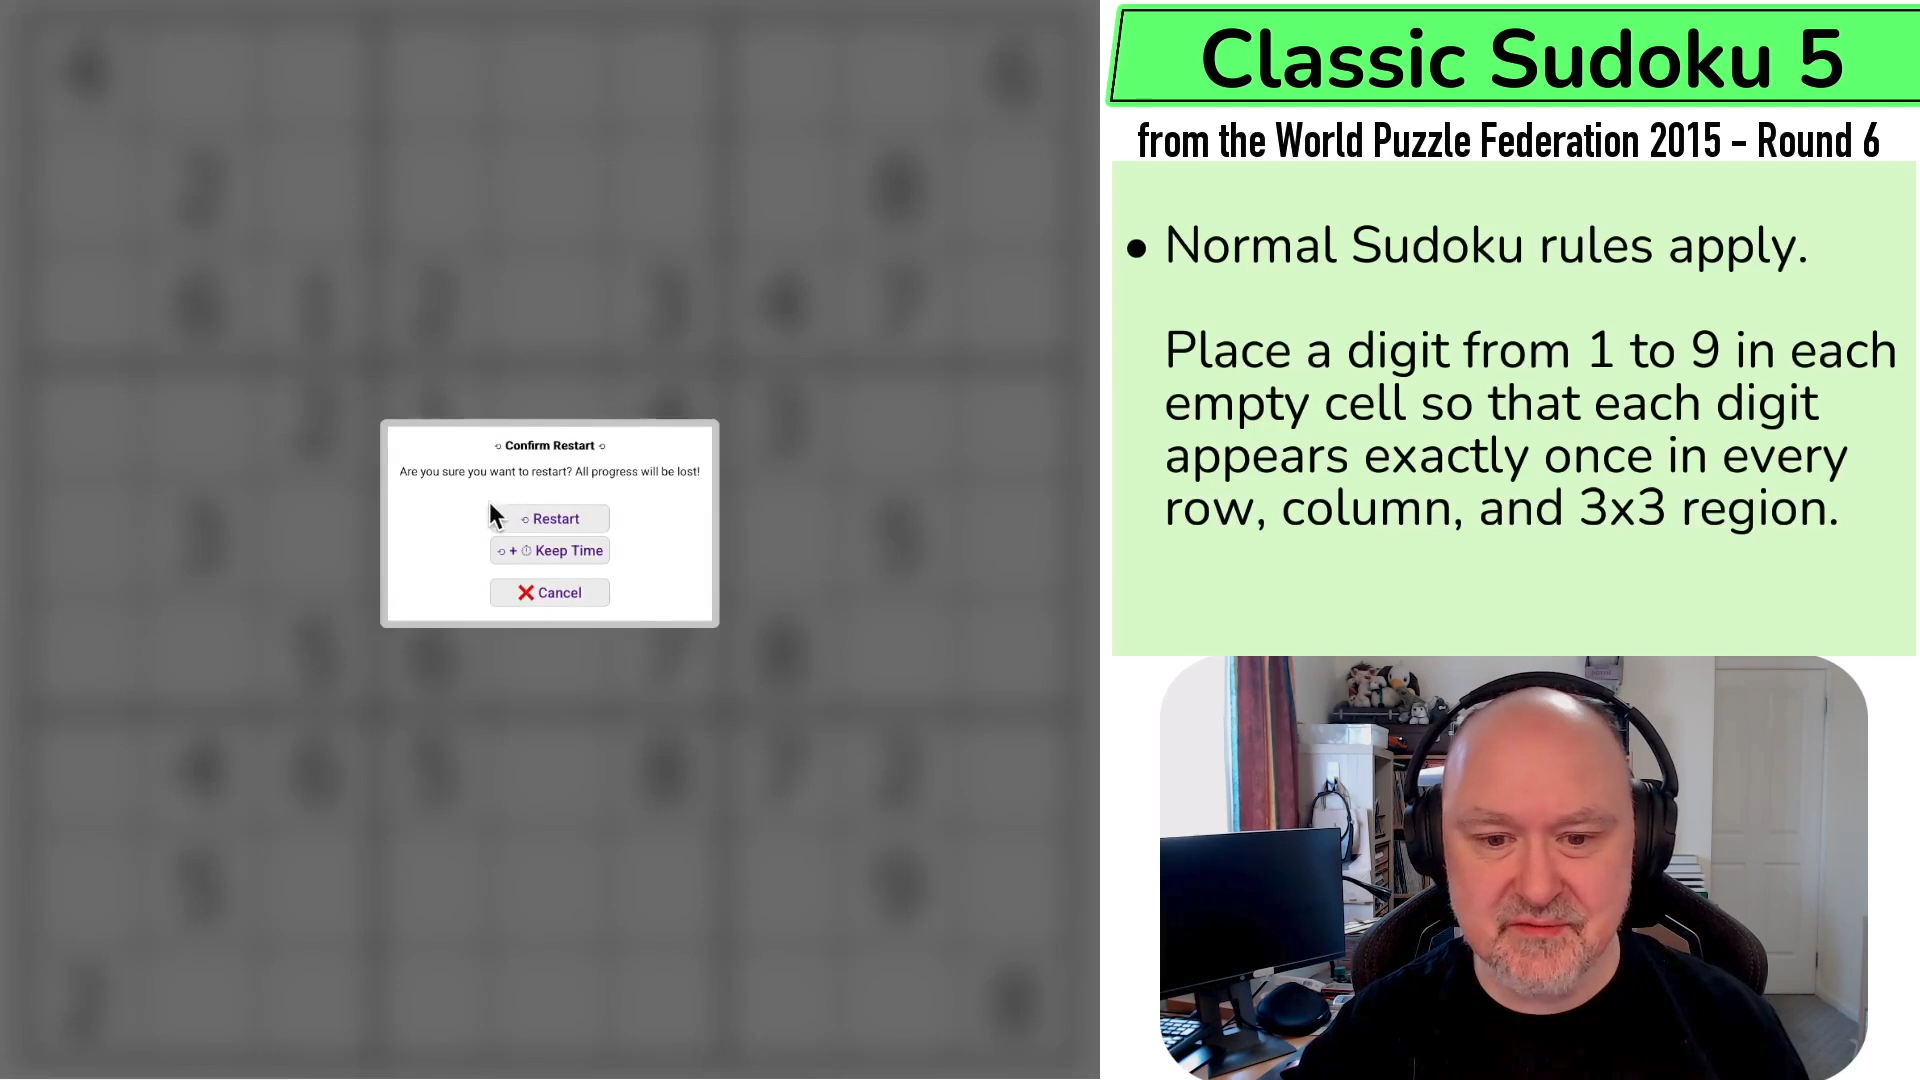 Classic Sudoku 5
from the World Puzzle Federation 2015 - Round 6
• Normal Sudoku rules apply.
Place a digit from 1 to 9 in each
empty cell so that each digit
appears exactly once in every
row, column, and 3x3 region.
Confirm Restart
Are you sure you want to restart? All progress will be lost!
Restart
+ Keep Time
Cancel